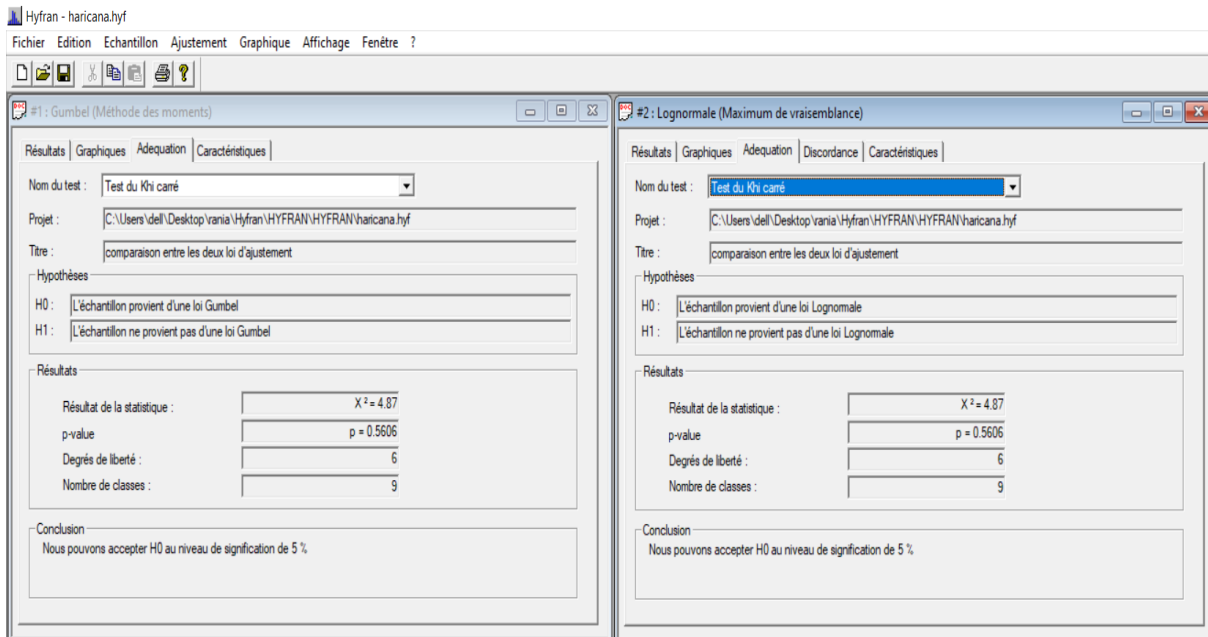 Hyfran - haricana.hyf
Fichier Edition Echantillon Ajustement Graphique Affichage Fenêtre ?
#1 : Gumbel (Méthode des moments)
Résultats Graphiques Adequation Caractéristiques
Nom du test : Test du Khi carré
Projet : C:\Users\dell\Desktop\rania\Hyfran\HYFRAN\HYFRAN\haricana.hyf
Titre : comparaison entre les deux loi d'ajustement
Hypothèses
H0 : L'échantillon provient d'une loi Gumbel
H1 : L'échantillon ne provient pas d'une loi Gumbel
Résultats
Résultat de la statistique : X² = 4.87
p-value p = 0.5606
Degrés de liberté : 6
Nombre de classes : 9
Conclusion
Nous pouvons accepter H0 au niveau de signification de 5 %
#2 : Lognormale (Maximum de vraisemblance)
Résultats Graphiques Adequation Discordance Caractéristiques
Nom du test : Test du Khi carré
Projet : C:\Users\dell\Desktop\rania\Hyfran\HYFRAN\HYFRAN\haricana.hyf
Titre : comparaison entre les deux loi d'ajustement
Hypothèses
H0 : L'échantillon provient d'une loi Lognormale
H1 : L'échantillon ne provient pas d'une loi Lognormale
Résultats
Résultat de la statistique : X² = 4.87
p-value p = 0.5606
Degrés de liberté : 6
Nombre de classes : 9
Conclusion
Nous pouvons accepter H0 au niveau de signification de 5 %